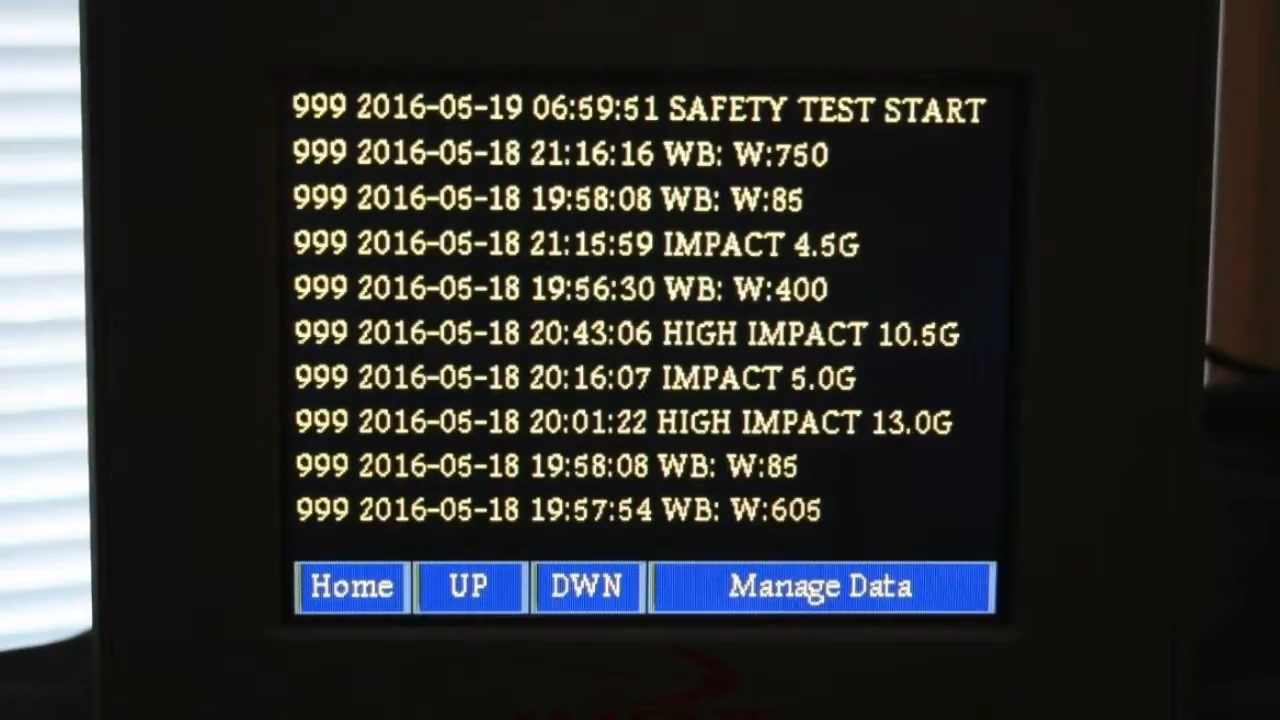 999 2016-05-19 06:59:51 SAFETY TEST START
999 2016-05-18 21:16:16 WB: W:750
999 2016-05-18 19:58:08 WB: W:85
999 2016-05-18 21:15:59 IMPACT 4.5G
999 2016-05-18 19:56:30 WB: W:400
999 2016-05-18 20:43:06 HIGH IMPACT 10.5G
999 2016-05-18 20:16:07 IMPACT 5.0G
999 2016-05-18 20:01:22 HIGH IMPACT 13.0G
999 2016-05-18 19:58:08 WB: W:85
999 2016-05-18 19:57:54 WB: W:605
Home UP DWN Manage Data